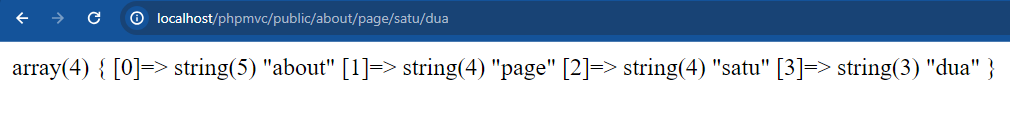 localhost/phpmvc/public/about/page/satu/dua
array(4) { [0]=> string(5) "about" [1]=> string(4) "page" [2]=> string(4) "satu" [3]=> string(3) "dua" }